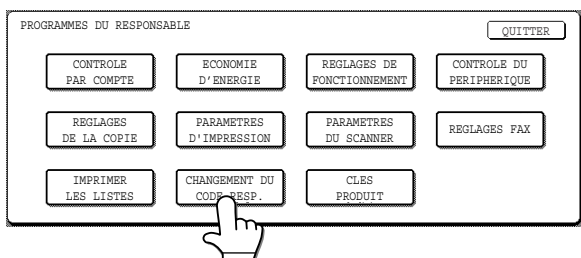 PROGRAMMES DU RESPONSABLE
QUITTER
CONTROLE
PAR COMPTE
ECONOMIE
D'ENERGIE
REGLAGES DE
FONCTIONNEMENT
CONTROLE DU
PERIPHERIQUE
REGLAGES
DE LA COPIE
PARAMETRES
D'IMPRESSION
PARAMETRES
DU SCANNER
REGLAGES FAX
IMPRIMER
LES LISTES
CHANGEMENT DU
CODE RESP.
CLES
PRODUIT